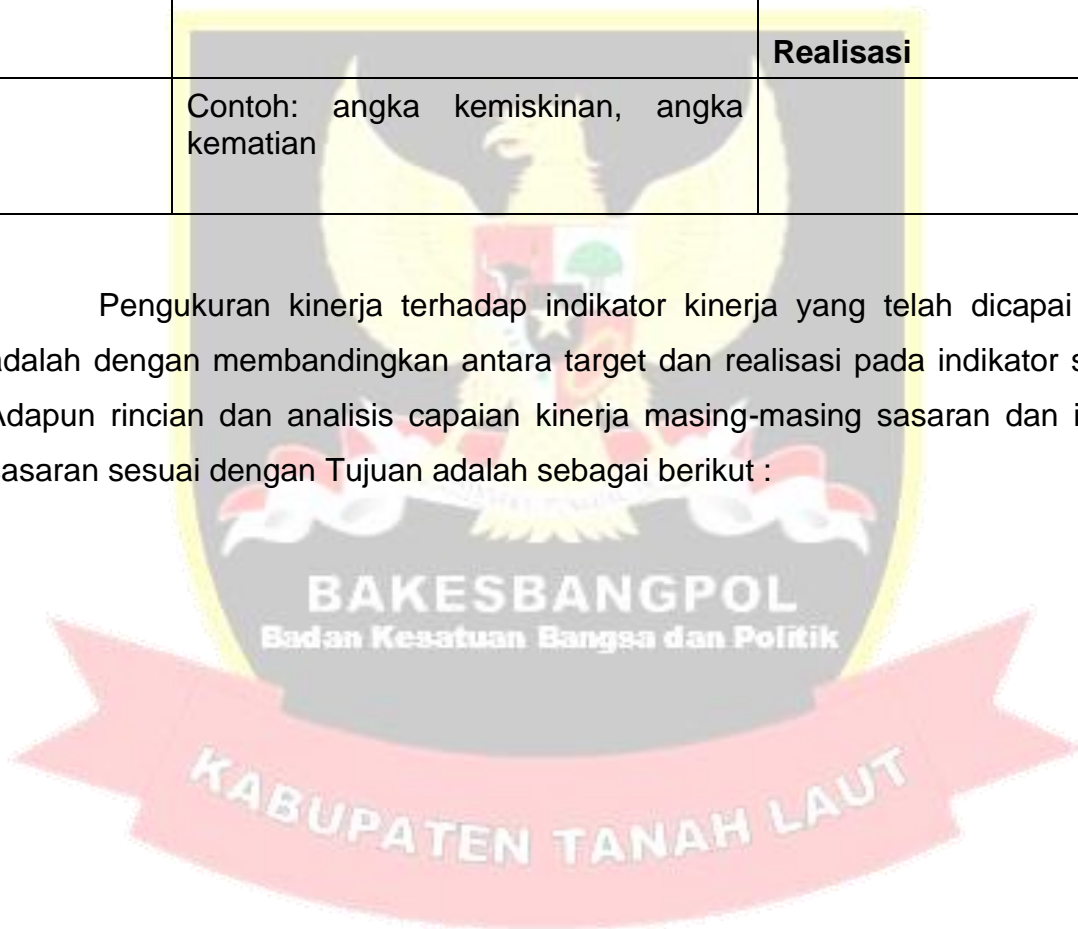 Realisasi
Contoh: angka kemiskinan, angka
kematian
Pengukuran kinerja terhadap indikator kinerja yang telah dicapai
adalah dengan membandingkan antara target dan realisasi pada indikator
Adapun rincian dan analisis capaian kinerja masing-masing sasaran dan
sasaran sesuai dengan Tujuan adalah sebagai berikut :
BAKESBANGPOL
Badan Kesatuan Bangsa dan Politik
KABUPATEN TANAH LAUT